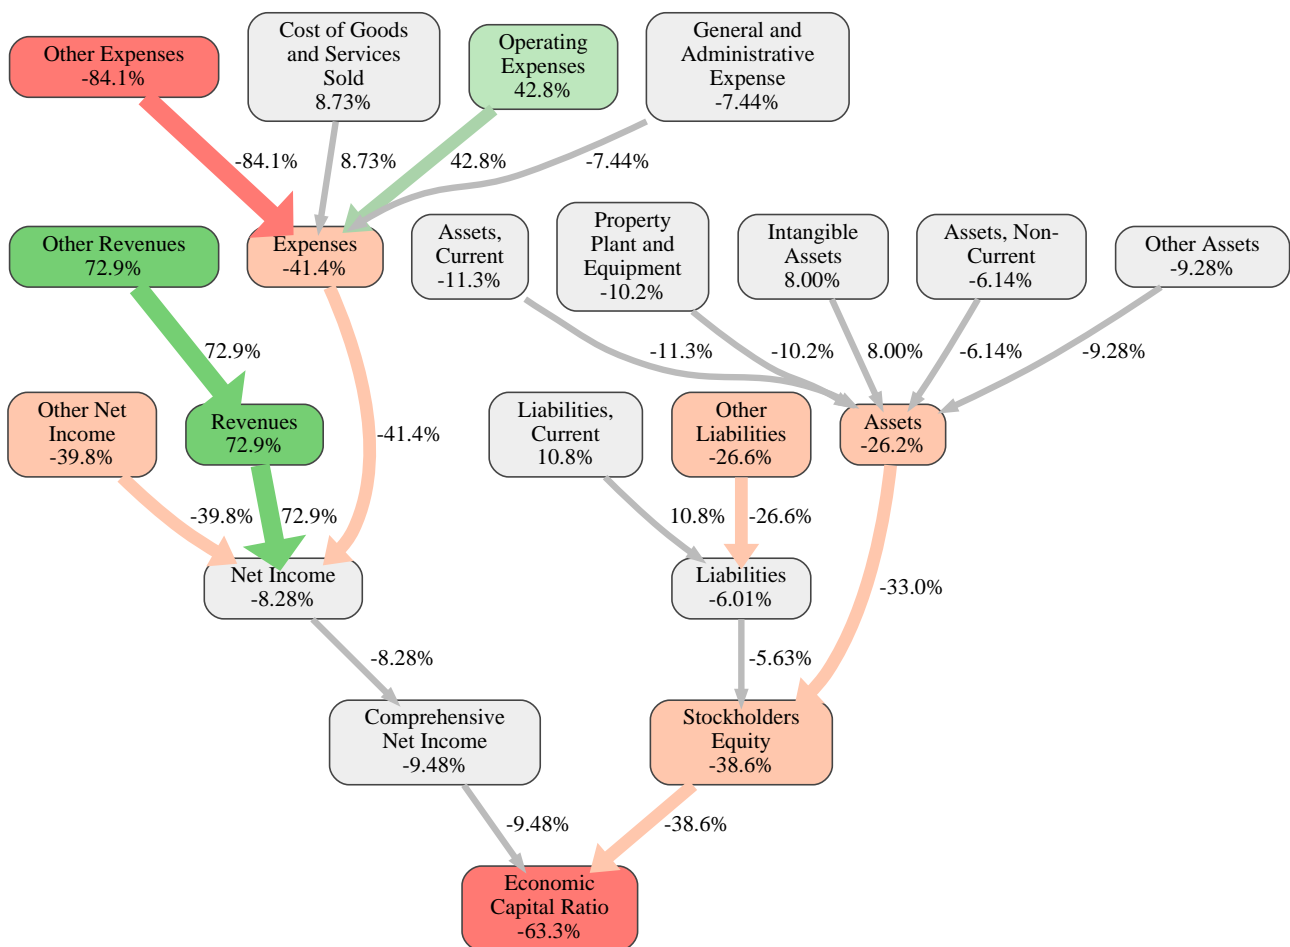 Other Expenses
-84.1%
Cost of Goods
and Services
Sold
8.73%
Operating
Expenses
42.8%
General and
Administrative
Expense
-7.44%
-84.1%
8.73%
42.8%
-7.44%
Other Revenues
72.9%
Expenses
-41.4%
Assets,
Current
-11.3%
Property
Plant and
Equipment
-10.2%
Intangible
Assets
8.00%
Assets, Non-
Current
-6.14%
Other Assets
-9.28%
72.9%
-11.3%
-10.2%
8.00%
-6.14%
-9.28%
Other Net
Income
-39.8%
Revenues
72.9%
-41.4%
Liabilities,
Current
10.8%
Other
Liabilities
-26.6%
Assets
-26.2%
-39.8%
72.9%
10.8%
-26.6%
Net Income
-8.28%
Liabilities
-6.01%
-33.0%
-8.28%
-5.63%
Comprehensive
Net Income
-9.48%
Stockholders
Equity
-38.6%
-9.48%
-38.6%
Economic
Capital Ratio
-63.3%